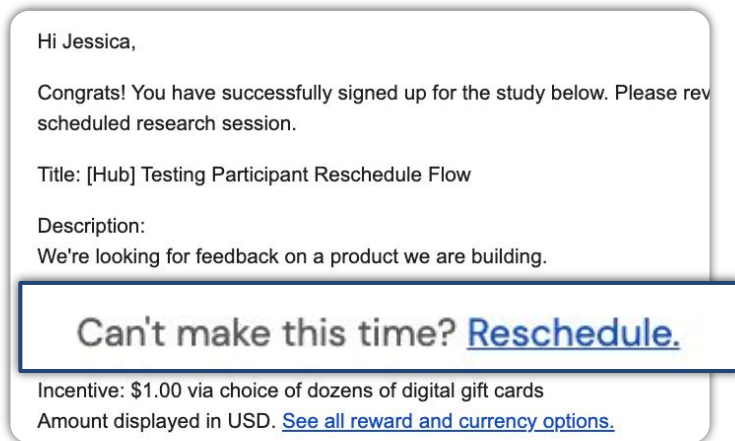 Hi Jessica,
Congrats! You have successfully signed up for the study below. Please rev
scheduled research session.
Title: [Hub] Testing Participant Reschedule Flow
Description:
We're looking for feedback on a product we are building.
Can't make this time? Reschedule.
Incentive: $1.00 via choice of dozens of digital gift cards
Amount displayed in USD. See all reward and currency options.